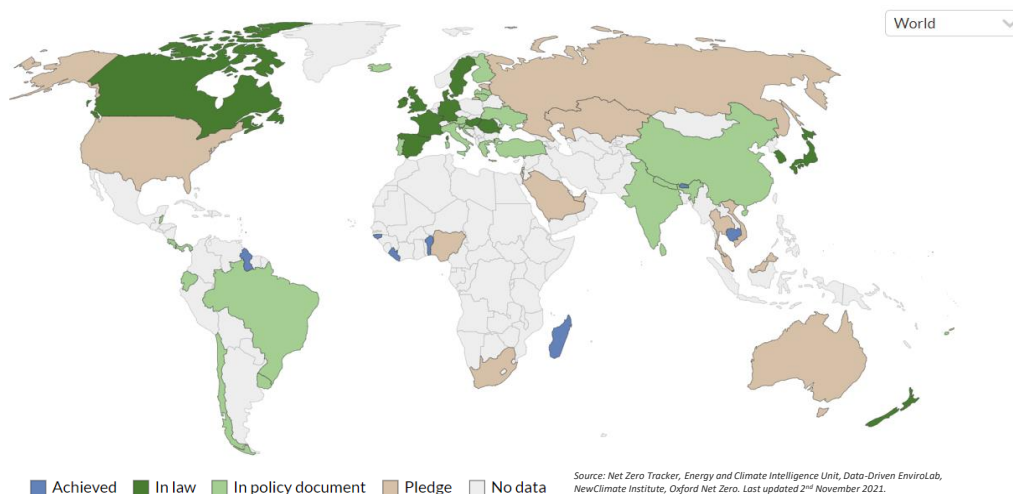 World
Achieved In law In policy document Pledge No data
Source: Net Zero Tracker, Energy and Climate Intelligence Unit, Data-Driven EnviroLab,
NewClimate Institute, Oxford Net Zero. Last updated 2nd November 2021.